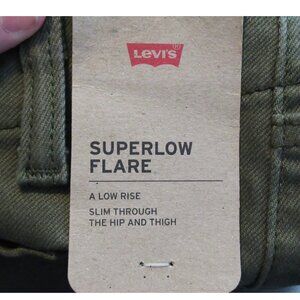 Levi's®
SUPERLOW
FLARE
A LOW RISE
SLIM THROUGH
THE HIP AND THIGH